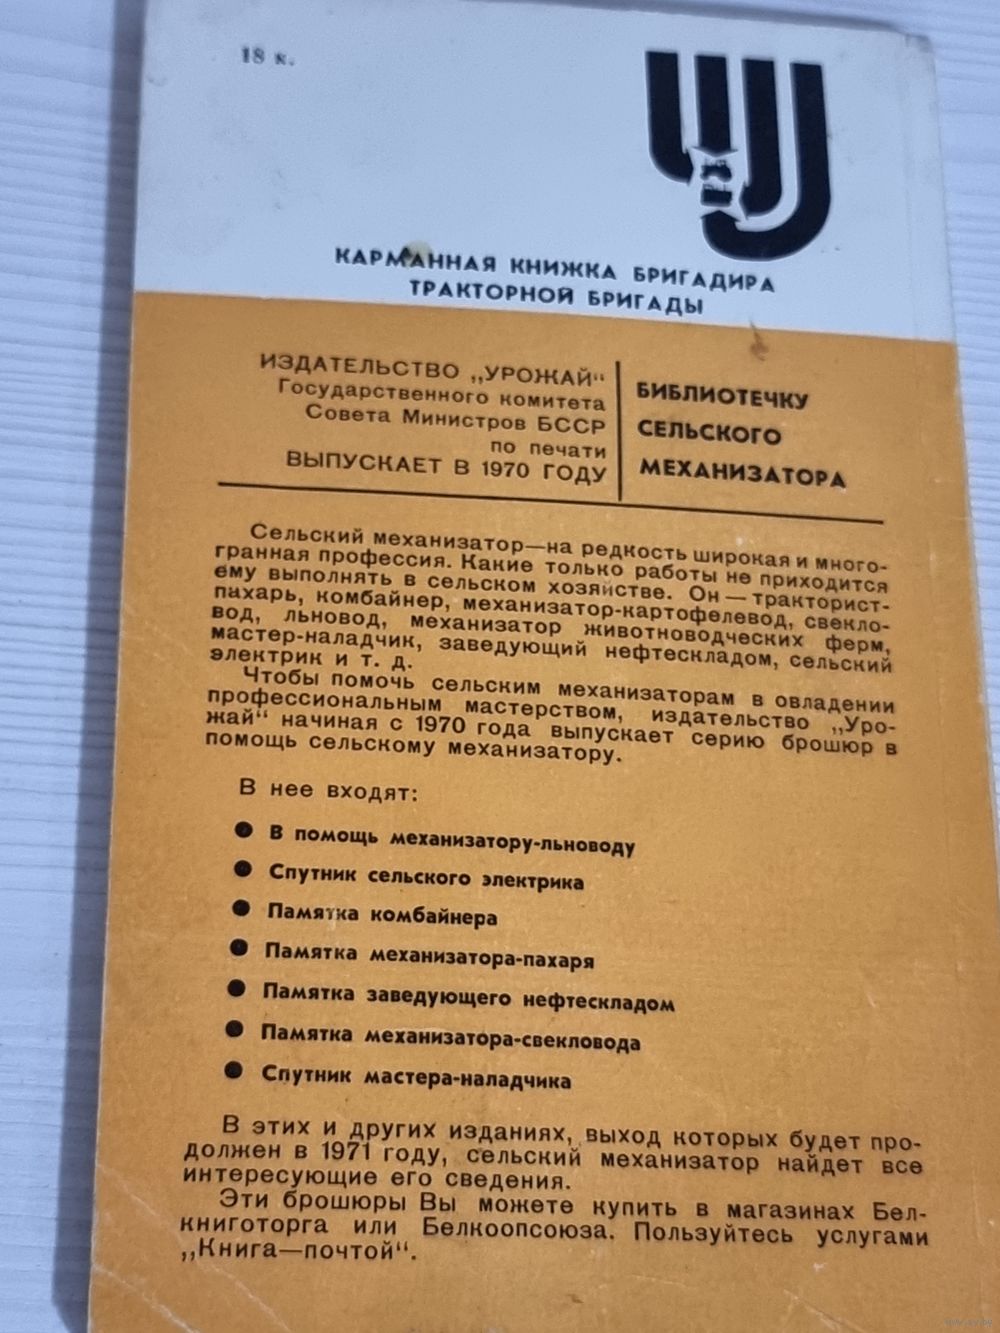 18 к.
КАРМАННАЯ КНИЖКА БРИГАДИРА
ТРАКТОРНОЙ БРИГАДЫ
ИЗДАТЕЛЬСТВО „УРОЖАЙ“
Государственного комитета
Совета Министров БССР
по печати
ВЫПУСКАЕТ В 1970 ГОДУ
БИБЛИОТЕЧКУ
СЕЛЬСКОГО
МЕХАНИЗАТОРА
Сельский механизатор—на редкость широкая и много-
гранная профессия. Какие только работы не приходится
ему выполнять в сельском хозяйстве. Он — тракторист-
пахарь, комбайнер, механизатор-картофелевод, свекло-
вод, льновод, механизатор животноводческих ферм,
мастер-наладчик, заведующий нефтескладом, сельский
электрик и т. д.
Чтобы помочь сельским механизаторам в овладении
профессиональным мастерством, издательство „Уро-
жай“ начиная с 1970 года выпускает серию брошюр в
помощь сельскому механизатору.
В нее входят:
● В помощь механизатору-льноводу
● Спутник сельского электрика
● Памятка комбайнера
● Памятка механизатора-пахаря
● Памятка заведующего нефтескладом
● Памятка механизатора-свекловода
● Спутник мастера-наладчика
В этих и других изданиях, выход которых будет про-
должен в 1971 году, сельский механизатор найдет все
интересующие его сведения.
Эти брошюры Вы можете купить в магазинах Бел-
книготорга или Белкоопсоюза. Пользуйтесь услугами
„Книга—почтой“.